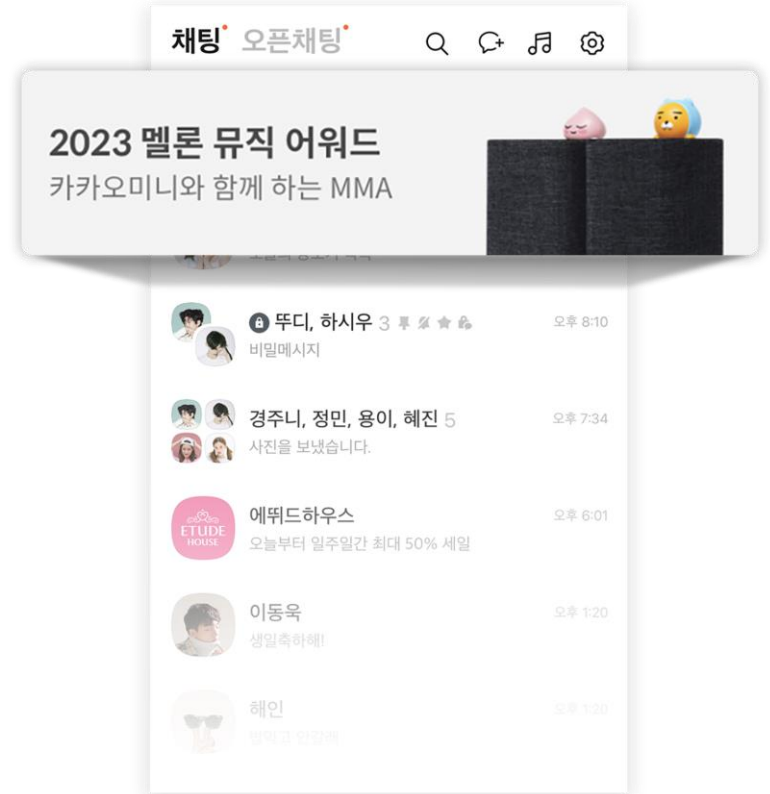 채팅 오픈채팅
2023 멜론 뮤직 어워드
카카오미니와 함께 하는 MMA
뚜디, 하시우 3
오후 8:10
비밀메시지
경주니, 정민, 용이, 혜진 5
오후 7:34
사진을 보냈습니다.
ETUDE
HOUSE
에뛰드하우스
오후 6:01
오늘부터 일주일간 최대 50% 세일
이동욱
오후 1:20
생일축하해!
해인
오후 1:20